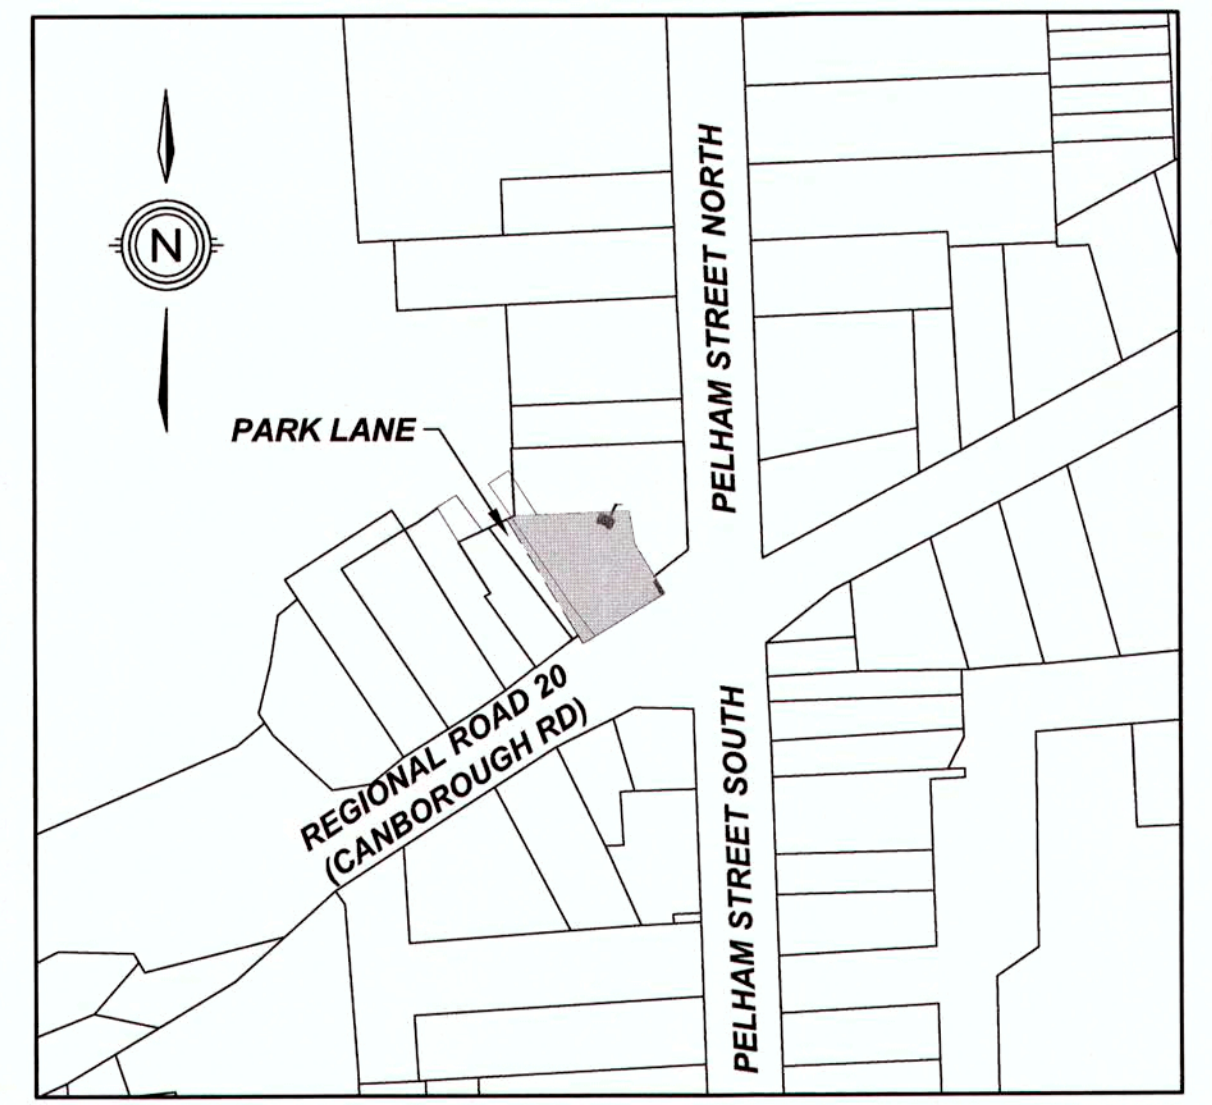 N
PELHAM STREET NORTH
PARK LANE
REGIONAL ROAD 20
(CANBOROUGH RD)
PELHAM STREET SOUTH